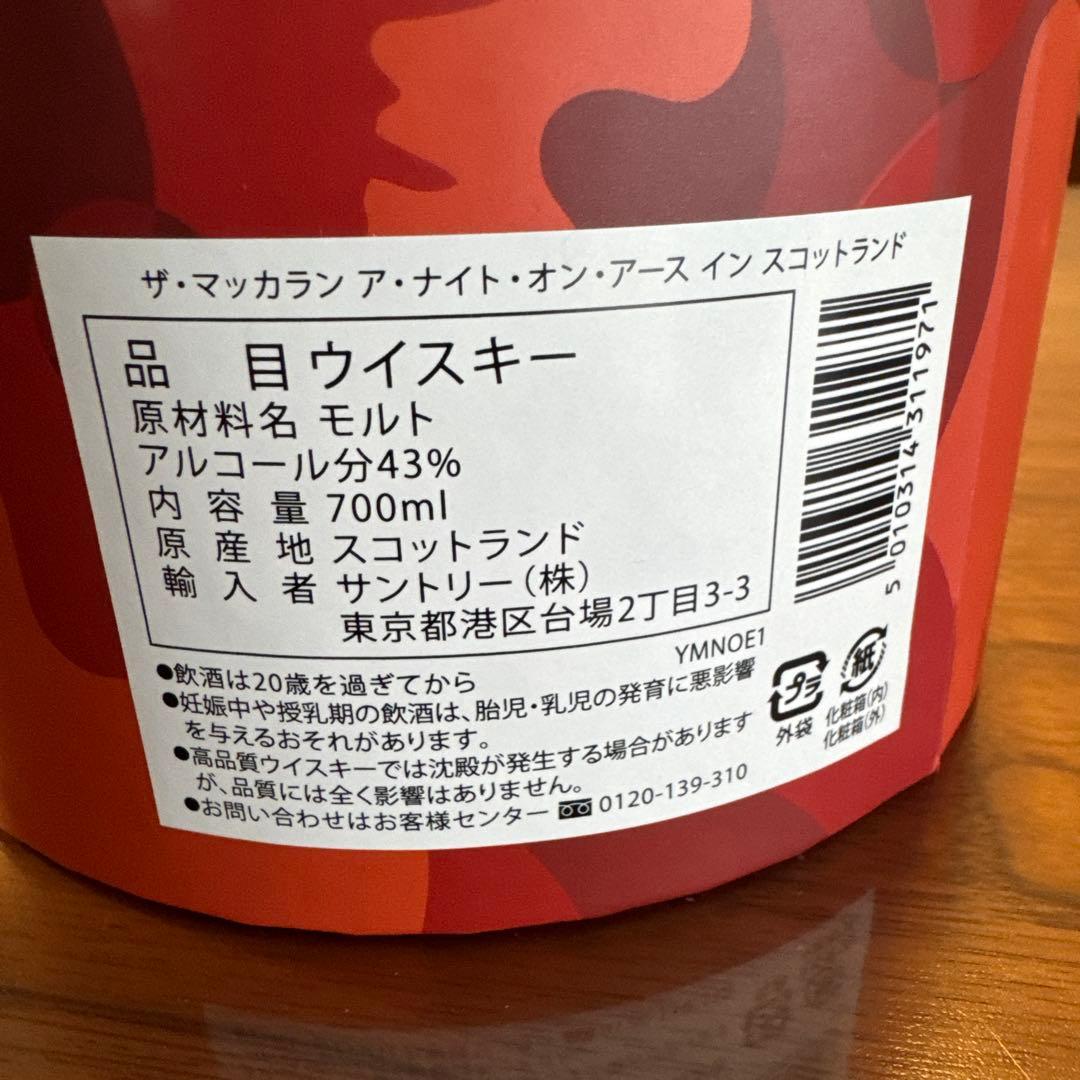 ザ・マッカラン ア・ナイト・オン・アース イン スコットランド
品 目 ウイスキー
原材料名 モルト
アルコール分43%
内容量 700ml
原産地 スコットランド
輸入者 サントリー(株)
東京都港区台場2丁目3-3
YMNOE1
●飲酒は20歳を過ぎてから
●妊娠中や授乳期の飲酒は、胎児・乳児の発育に悪影響
を与えるおそれがあります。
●高品質ウイスキーでは沈殿が発生する場合があります
が、品質には全く影響はありません。
●お問い合わせはお客様センター 0120-139-310
5 010314 311971
プラ
外袋
紙
化粧箱(内)
化粧箱(外)